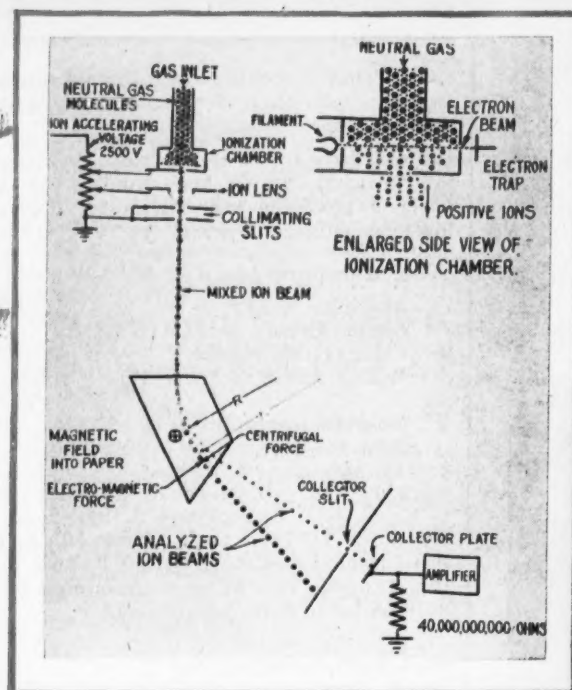 GAS INLET
NEUTRAL GAS
MOLECULES
ION ACCELERATING
VOLTAGE
2500 V
IONIZATION
CHAMBER
ION LENS
COLLIMATING
SLITS
MIXED ION BEAM
NEUTRAL GAS
FILAMENT
ELECTRON
BEAM
ELECTRON
TRAP
POSITIVE IONS
ENLARGED SIDE VIEW OF
IONIZATION CHAMBER.
R
MAGNETIC
FIELD
INTO PAPER
CENTRIFUGAL
FORCE
ELECTRO-MAGNETIC
FORCE
COLLECTOR
SLIT
ANALYZED
ION BEAMS
COLLECTOR PLATE
AMPLIFIER
40,000,000,000-OHMS